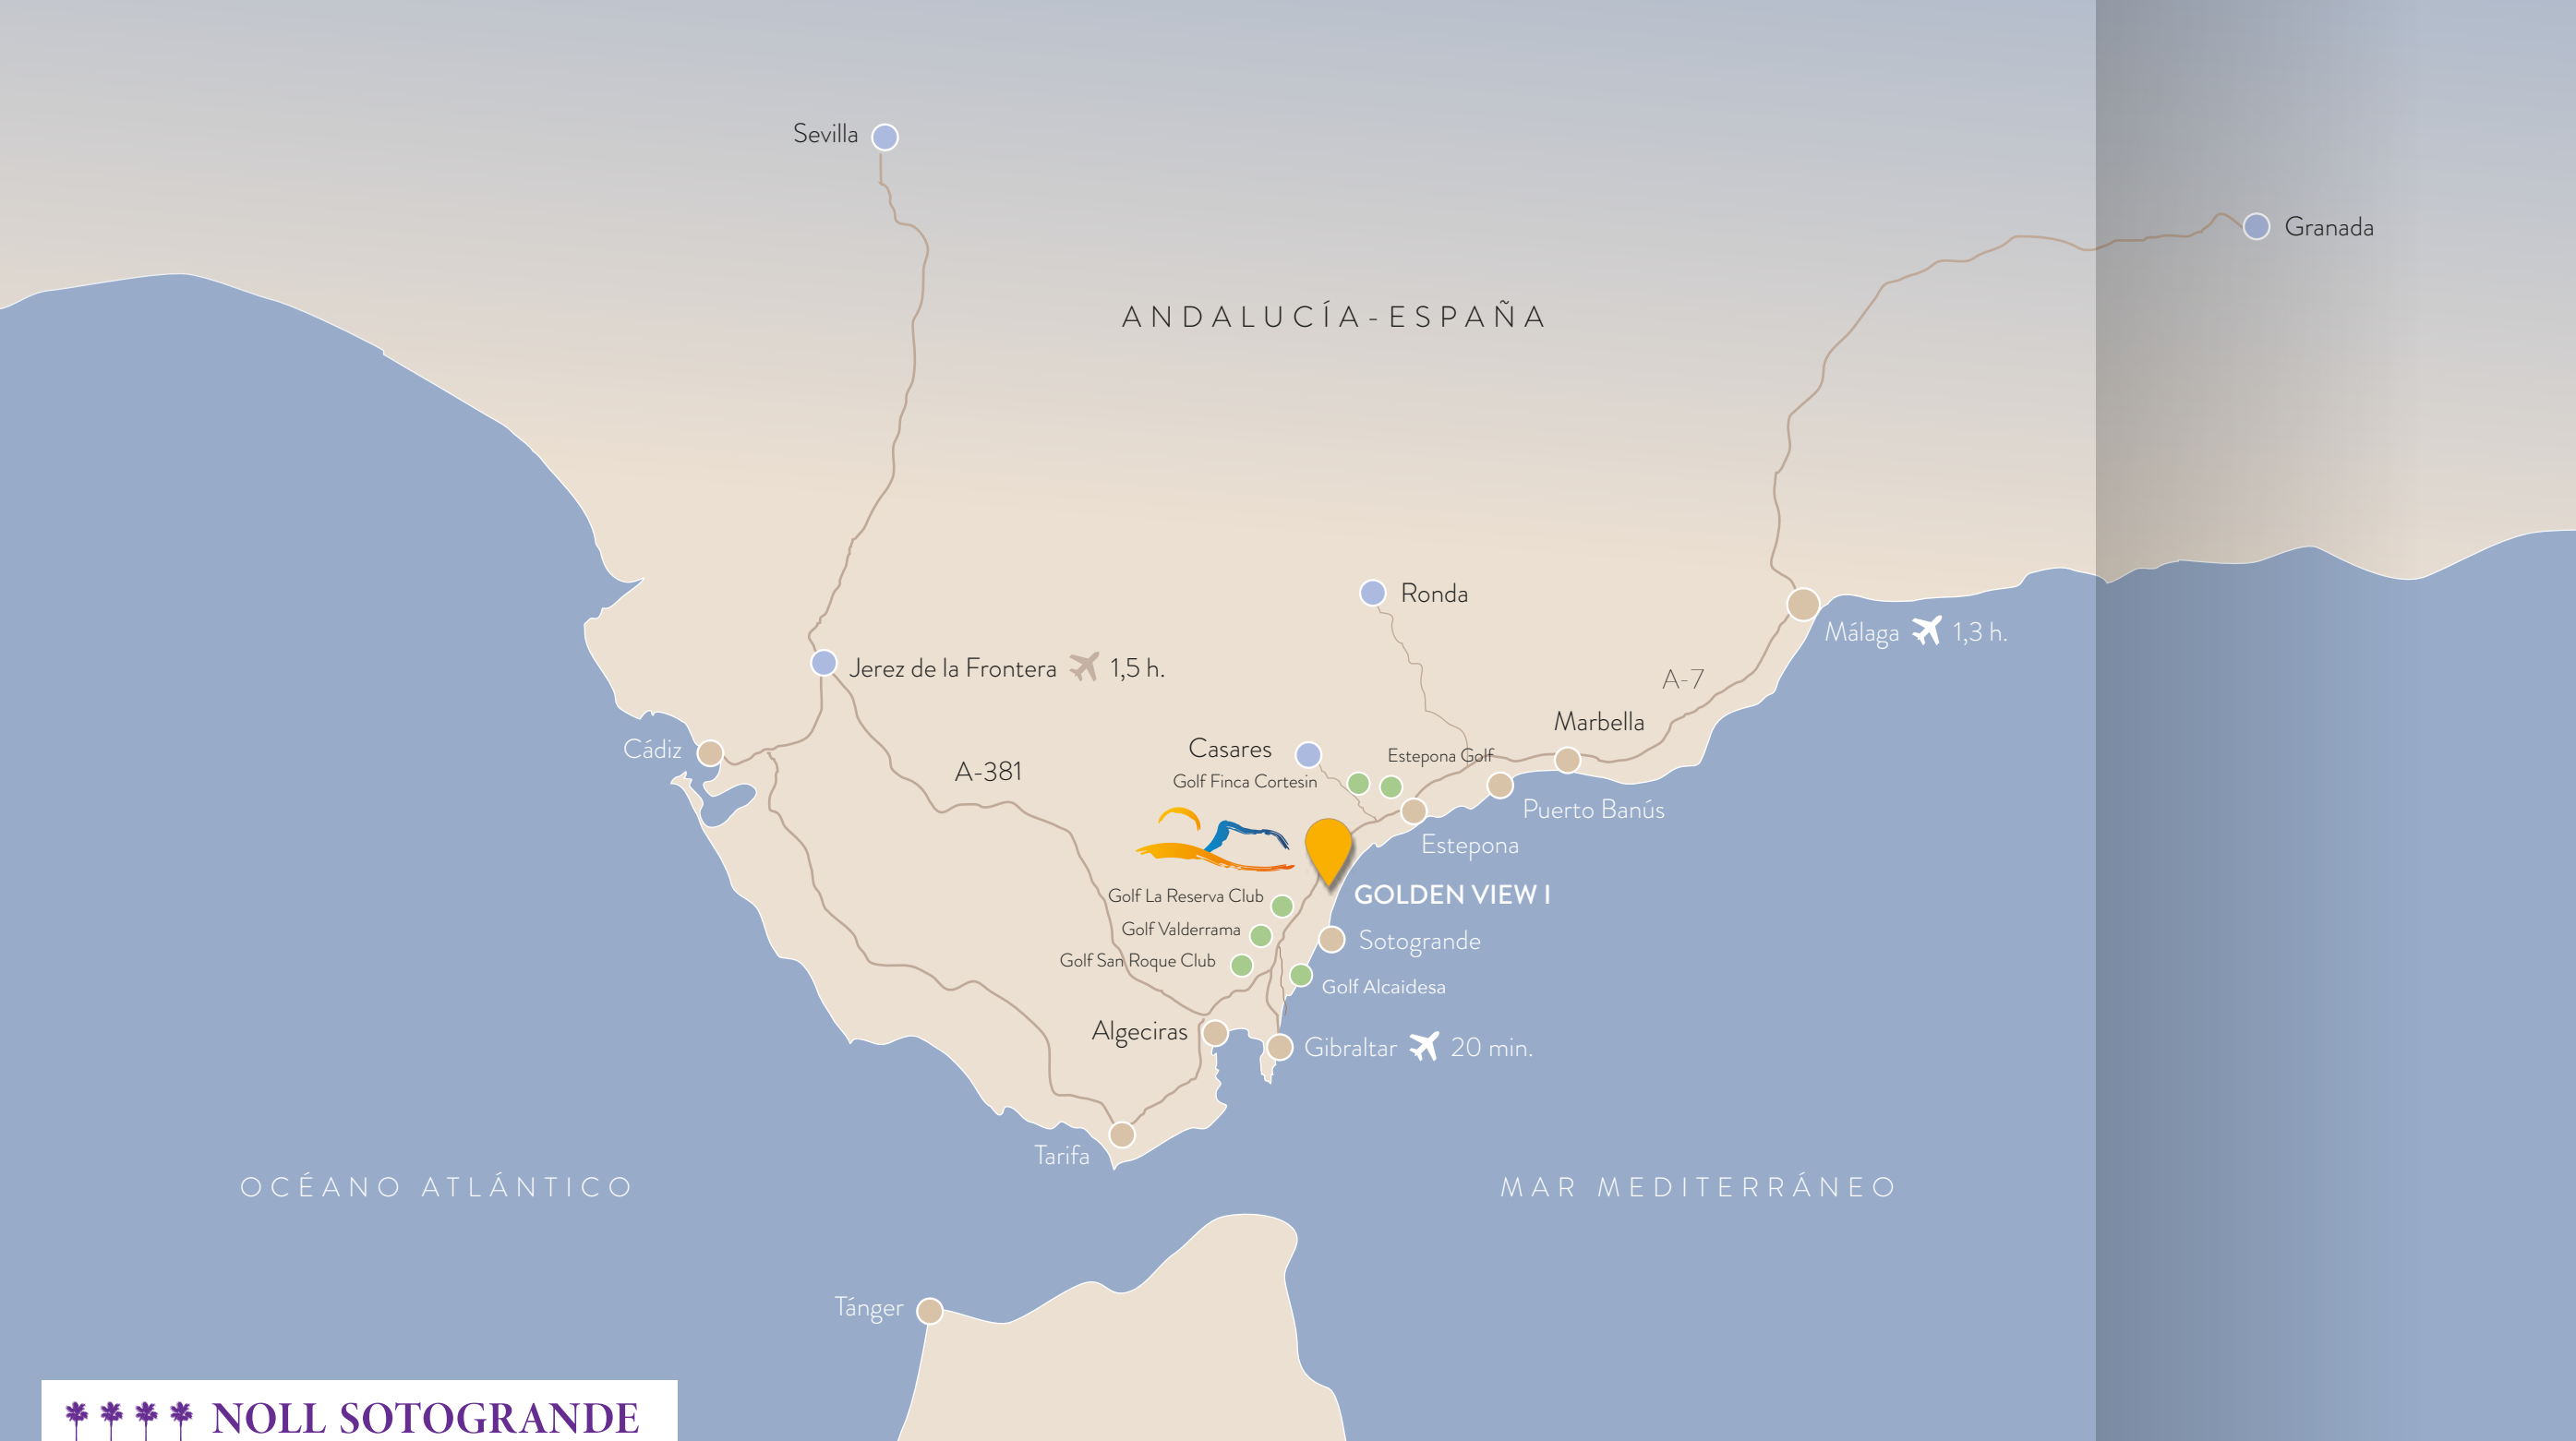 Sevilla
Granada
ANDALUCÍA-ESPAÑA
Ronda
Málaga 1,3 h.
Jerez de la Frontera 1,5 h.
A-7
Marbella
Cádiz
Casares
Estepona Golf
A-381
Golf Finca Cortesin
Puerto Banús
Estepona
GOLDEN VIEW I
Golf La Reserva Club
Golf Valderrama
Sotogrande
Golf San Roque Club
Golf Alcaidesa
Algeciras
Gibraltar 20 min.
Tarifa
OCÉANO ATLÁNTICO
MAR MEDITERRÁNEO
Tánger
NOLL SOTOGRANDE